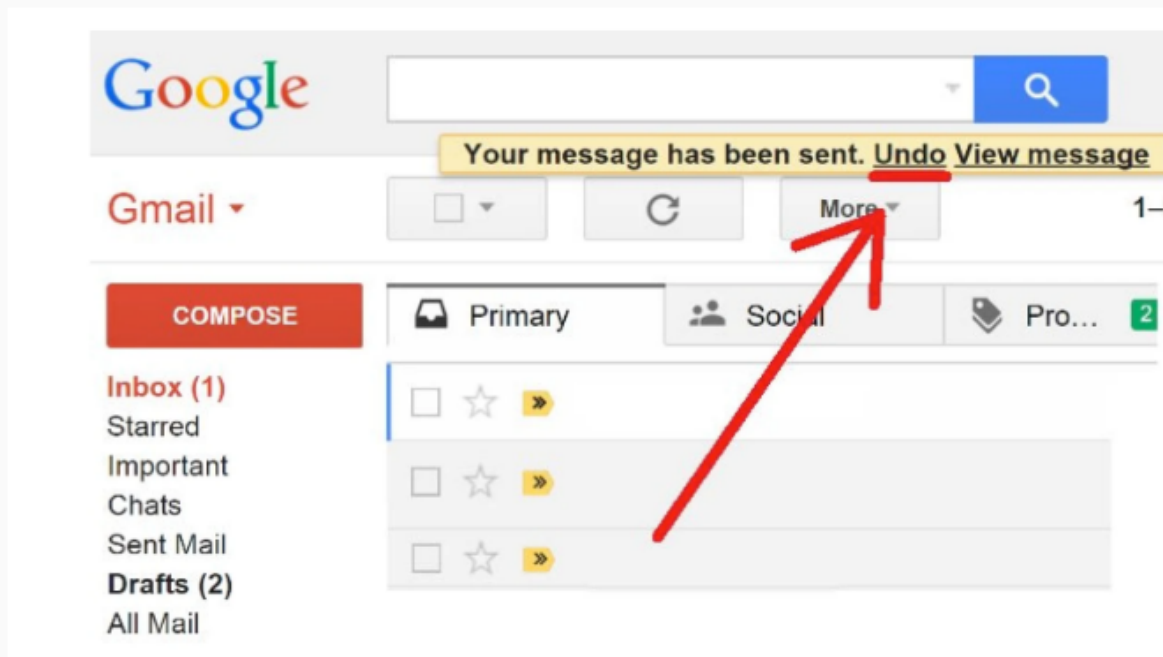 Google
Your message has been sent. Undo View message
Gmail
More
1–
COMPOSE
Primary
Social
Pro...
2
Inbox (1)
Starred
Important
Chats
Sent Mail
Drafts (2)
All Mail